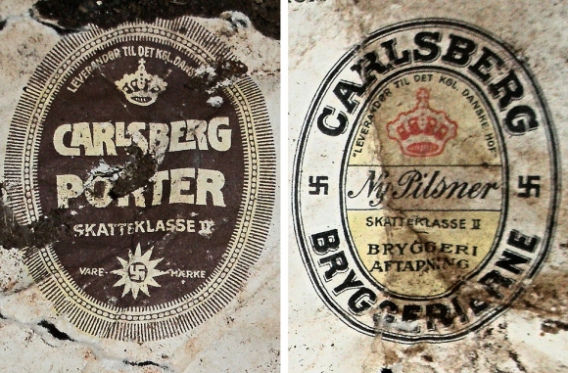 LEVERANDØR TIL DET KGL. DANSKE
CARLSBERG
PORTER
SKATTEKLASSE II
VARE- MÆRKE
CARLSBERG
LEVERANDØR TIL DET KGL. DANSKE HOF
Ny Pilsner
SKATTEKLASSE II
BRYGGERI
AFTAPNING
BRYGGERIERNE